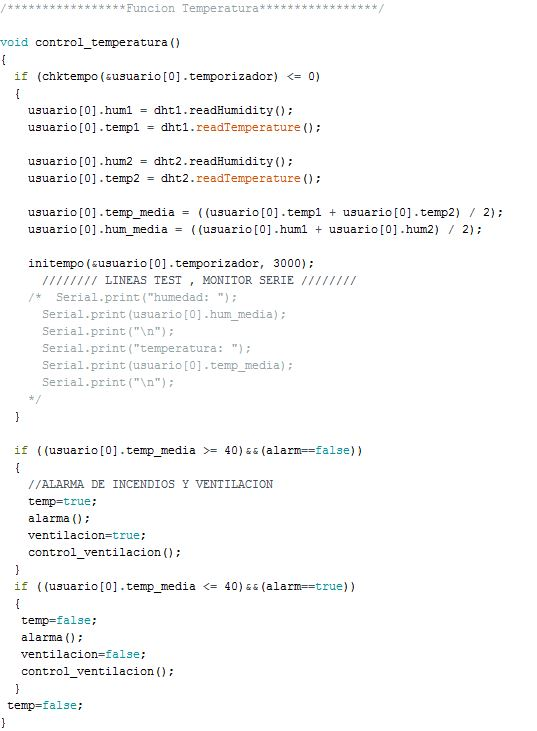 /*****************Funcion Temperatura*****************/
void control_temperatura()
{
if (chktempo(&usuario[0].temporizador) <= 0)
{
usuario[0].hum1 = dht1.readHumidity();
usuario[0].temp1 = dht1.readTemperature();
usuario[0].hum2 = dht2.readHumidity();
usuario[0].temp2 = dht2.readTemperature();
usuario[0].temp_media = ((usuario[0].temp1 + usuario[0].temp2) / 2);
usuario[0].hum_media = ((usuario[0].hum1 + usuario[0].hum2) / 2);
initempo(&usuario[0].temporizador, 3000);
//////// LINEAS TEST , MONITOR SERIE ////////
/*  Serial.print("humedad: ");
Serial.print(usuario[0].hum_media);
Serial.print("\n");
Serial.print("temperatura: ");
Serial.print(usuario[0].temp_media);
Serial.print("\n");
*/
}
if ((usuario[0].temp_media >= 40)&&(alarm==false))
{
//ALARMA DE INCENDIOS Y VENTILACION
temp=true;
alarma();
ventilacion=true;
control_ventilacion();
}
if ((usuario[0].temp_media <= 40)&&(alarm==true))
{
temp=false;
alarma();
ventilacion=false;
control_ventilacion();
}
temp=false;
}